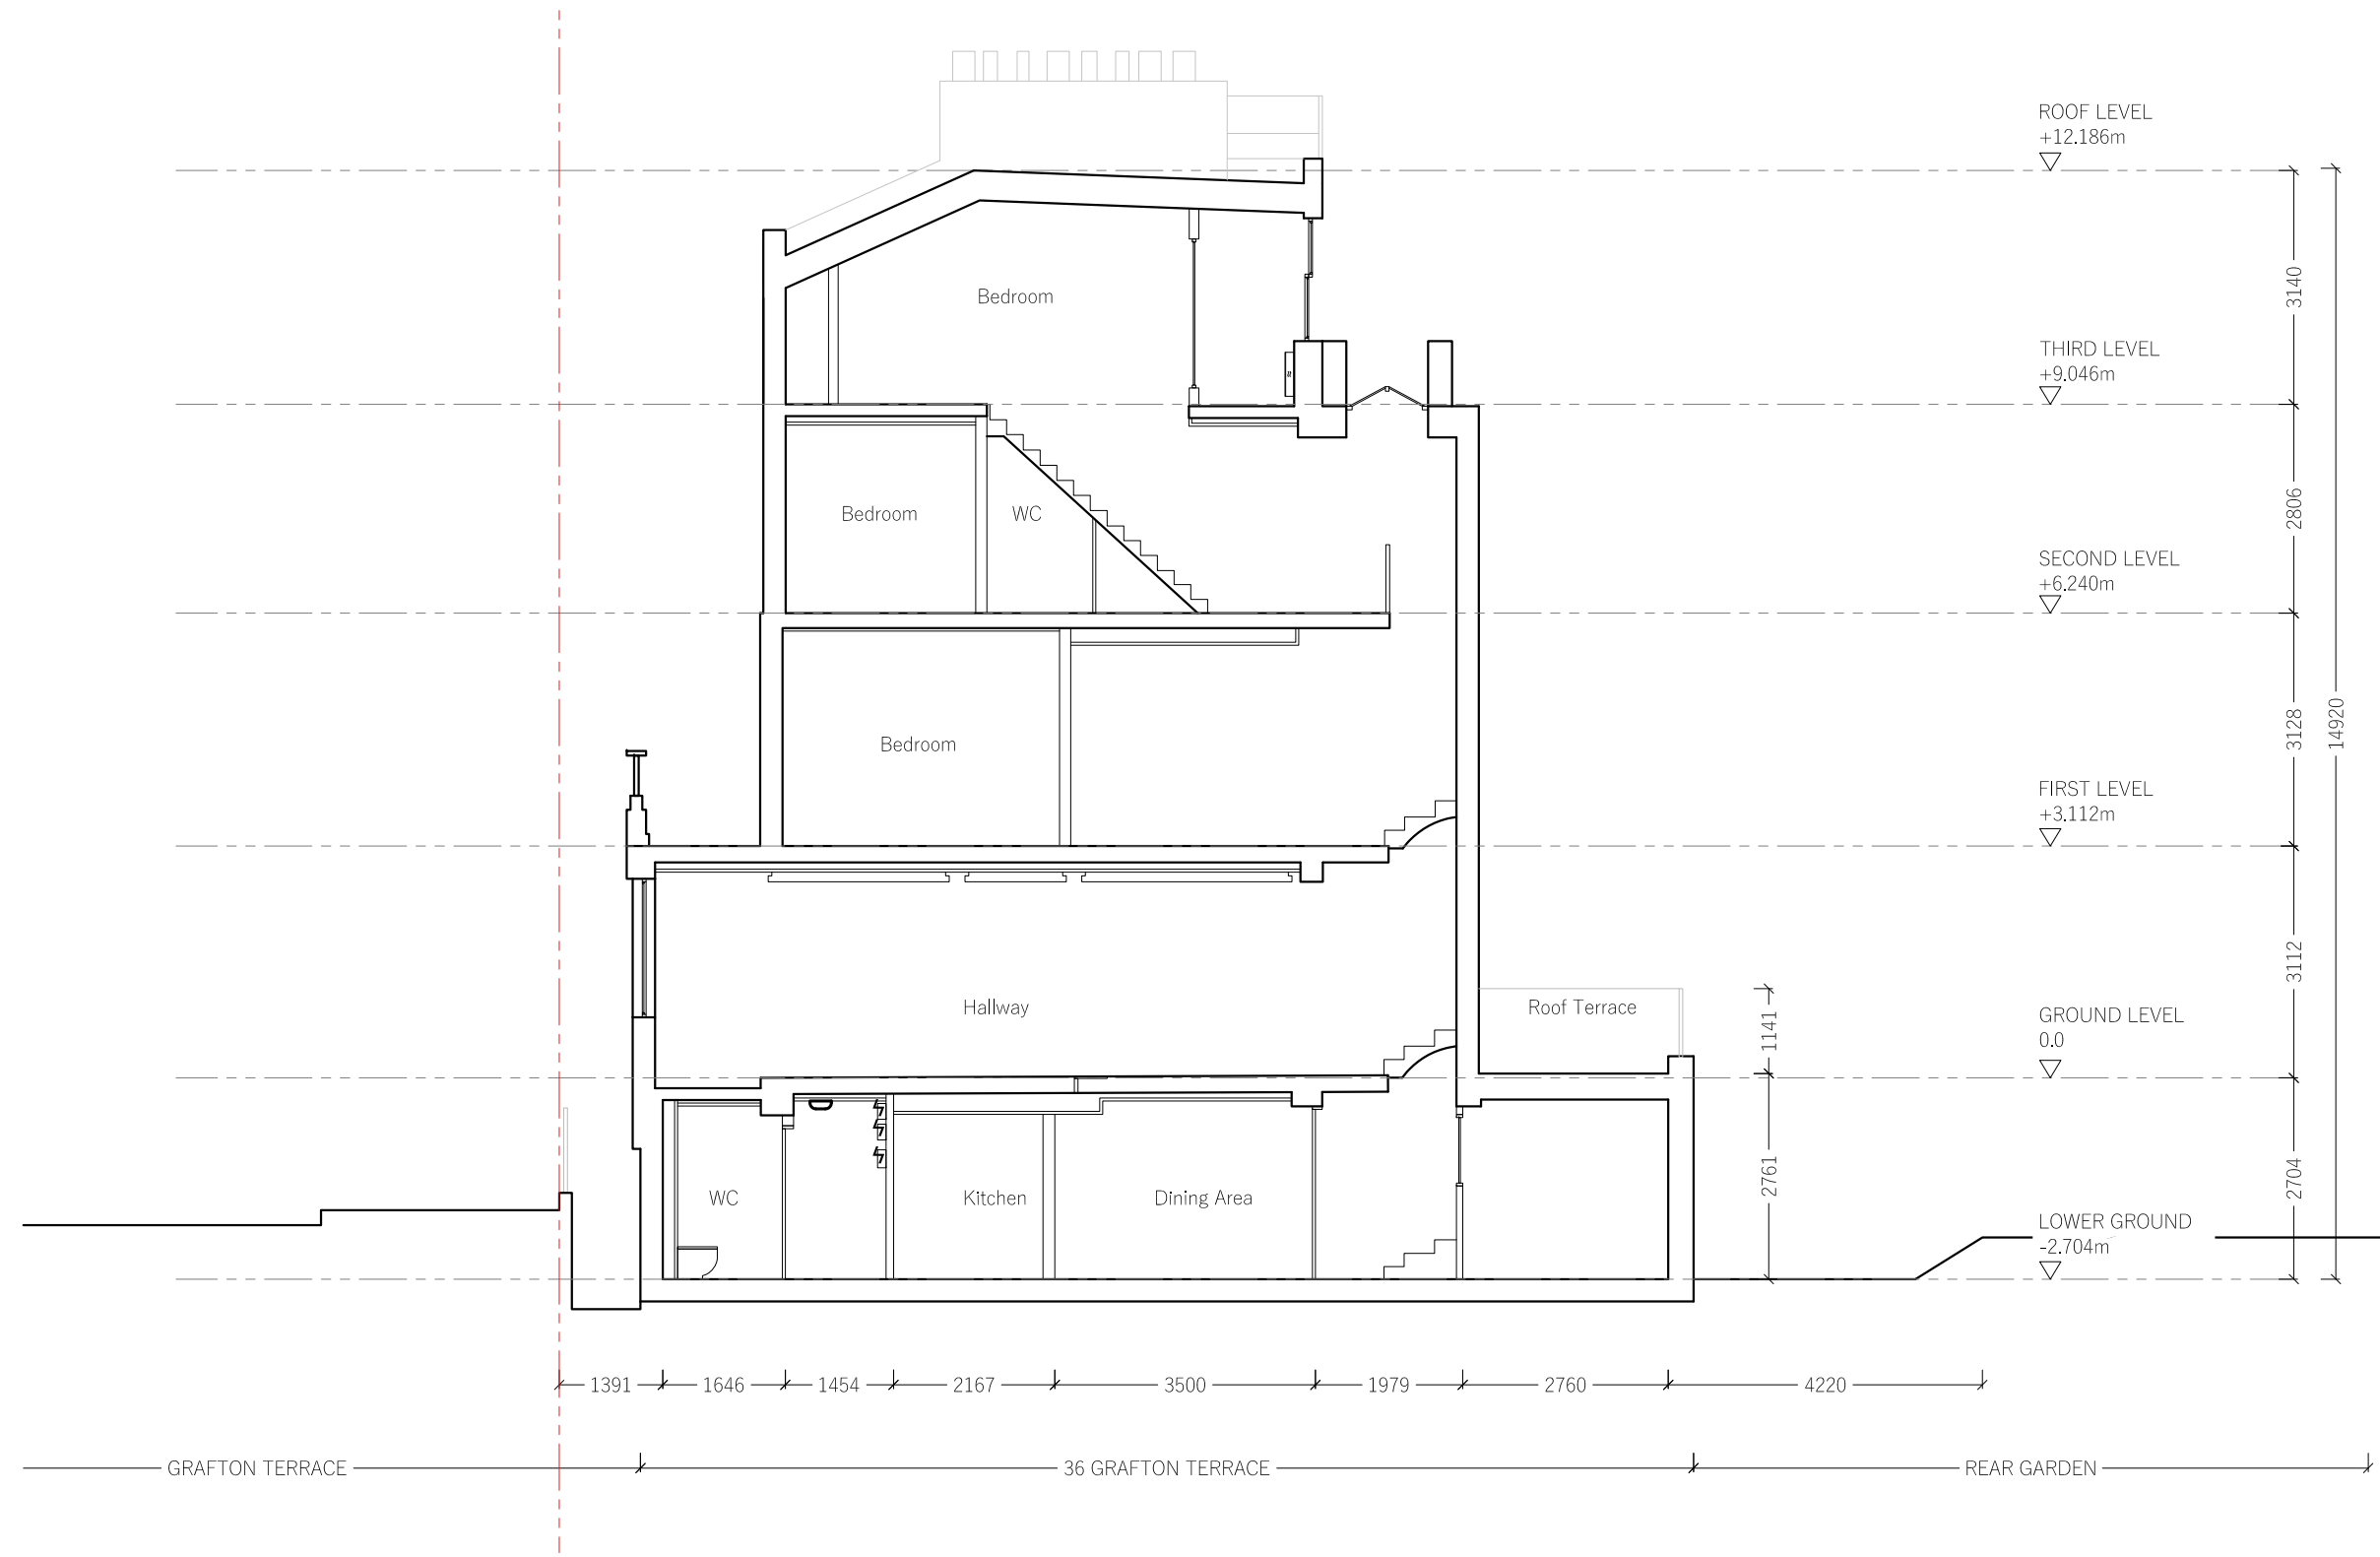 ROOF LEVEL
+12.186m
3140
Bedroom
THIRD LEVEL
+9.046m
2806
Bedroom
WC
SECOND LEVEL
+6.240m
3128
14920
Bedroom
FIRST LEVEL
+3.112m
3112
Hallway
Roof Terrace
1141
GROUND LEVEL
0.0
2761
2704
WC
Kitchen
Dining Area
LOWER GROUND
-2.704m
1391
1646
1454
2167
3500
1979
2760
4220
GRAFTON TERRACE
36 GRAFTON TERRACE
REAR GARDEN